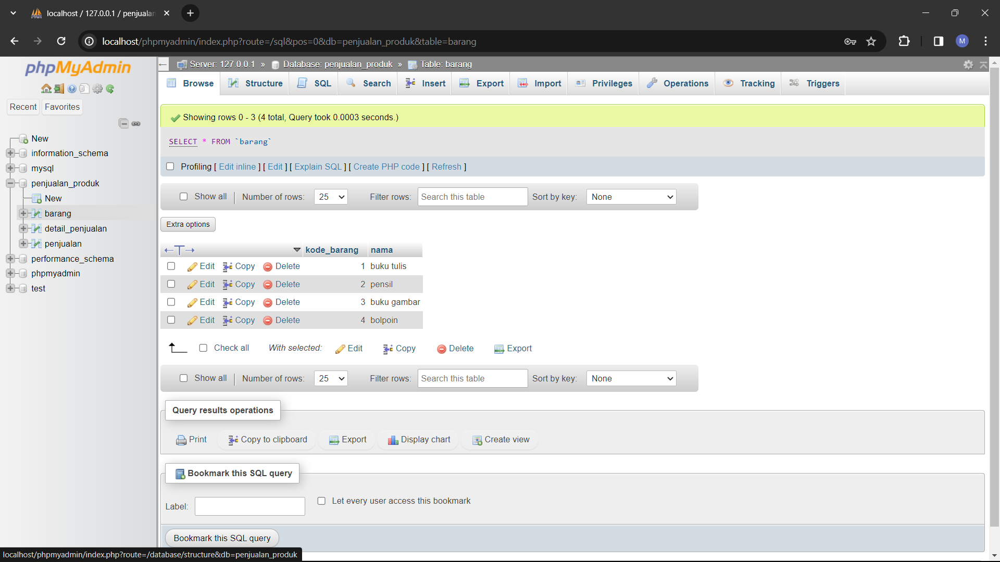 localhost / 127.0.0.1 / penjualan
localhost/phpmyadmin/index.php?route=/sql&pos=0&db=penjualan_produk&table=barang
M
phpMyAdmin
Recent Favorites
New
information_schema
mysql
penjualan_produk
New
barang
detail_penjualan
penjualan
performance_schema
phpmyadmin
test
Server: 127.0.0.1 » Database: penjualan_produk » Table: barang
Browse Structure SQL Search Insert Export Import Privileges Operations Tracking Triggers
Showing rows 0 - 3 (4 total, Query took 0.0003 seconds.)
SELECT * FROM `barang`
Profiling [ Edit inline ] [ Edit ] [ Explain SQL ] [ Create PHP code ] [ Refresh ]
Show all Number of rows: 25 Filter rows: Search this table Sort by key: None
Extra options
←T→ kode_barang nama
Edit Copy Delete 1 buku tulis
Edit Copy Delete 2 pensil
Edit Copy Delete 3 buku gambar
Edit Copy Delete 4 bolpoin
Check all With selected: Edit Copy Delete Export
Show all Number of rows: 25 Filter rows: Search this table Sort by key: None
Query results operations
Print Copy to clipboard Export Display chart Create view
Bookmark this SQL query
Label: Let every user access this bookmark
Bookmark this SQL query
localhost/phpmyadmin/index.php?route=/database/structure&db=penjualan_produk